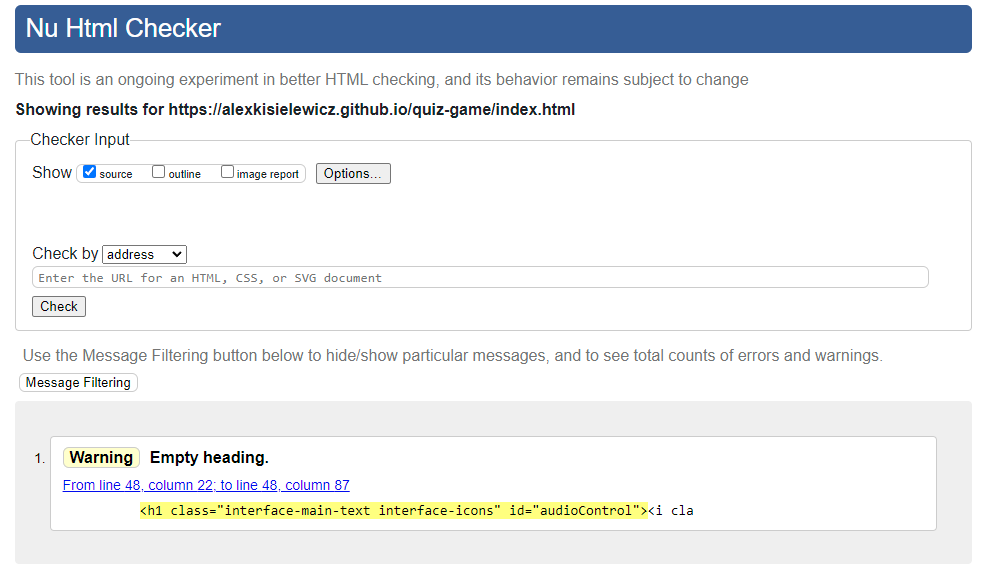 Nu Html Checker
This tool is an ongoing experiment in better HTML checking, and its behavior remains subject to change
Showing results for https://alexkisielewicz.github.io/quiz-game/index.html
Checker Input
Show source outline image report Options...
Check by address
Enter the URL for an HTML, CSS, or SVG document
Check
Use the Message Filtering button below to hide/show particular messages, and to see total counts of errors and warnings.
Message Filtering
1. Warning Empty heading.
From line 48, column 22; to line 48, column 87
<h1 class="interface-main-text interface-icons" id="audioControl"><i cla